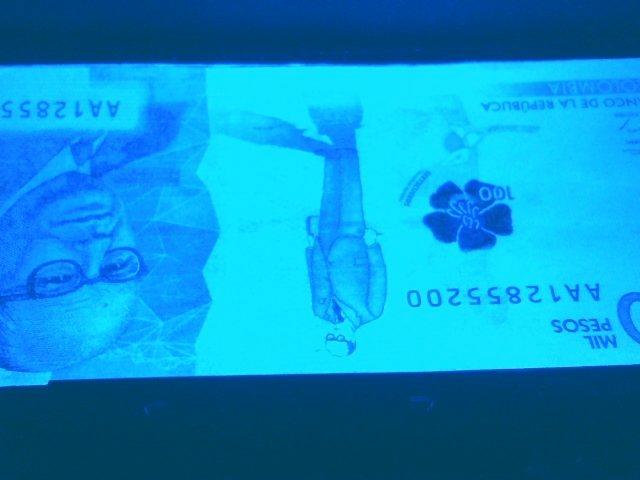 COLOMBIA
BANCO DE LA REPÚBLICA
100
AA12855200
MIL
PESOS
AA12855